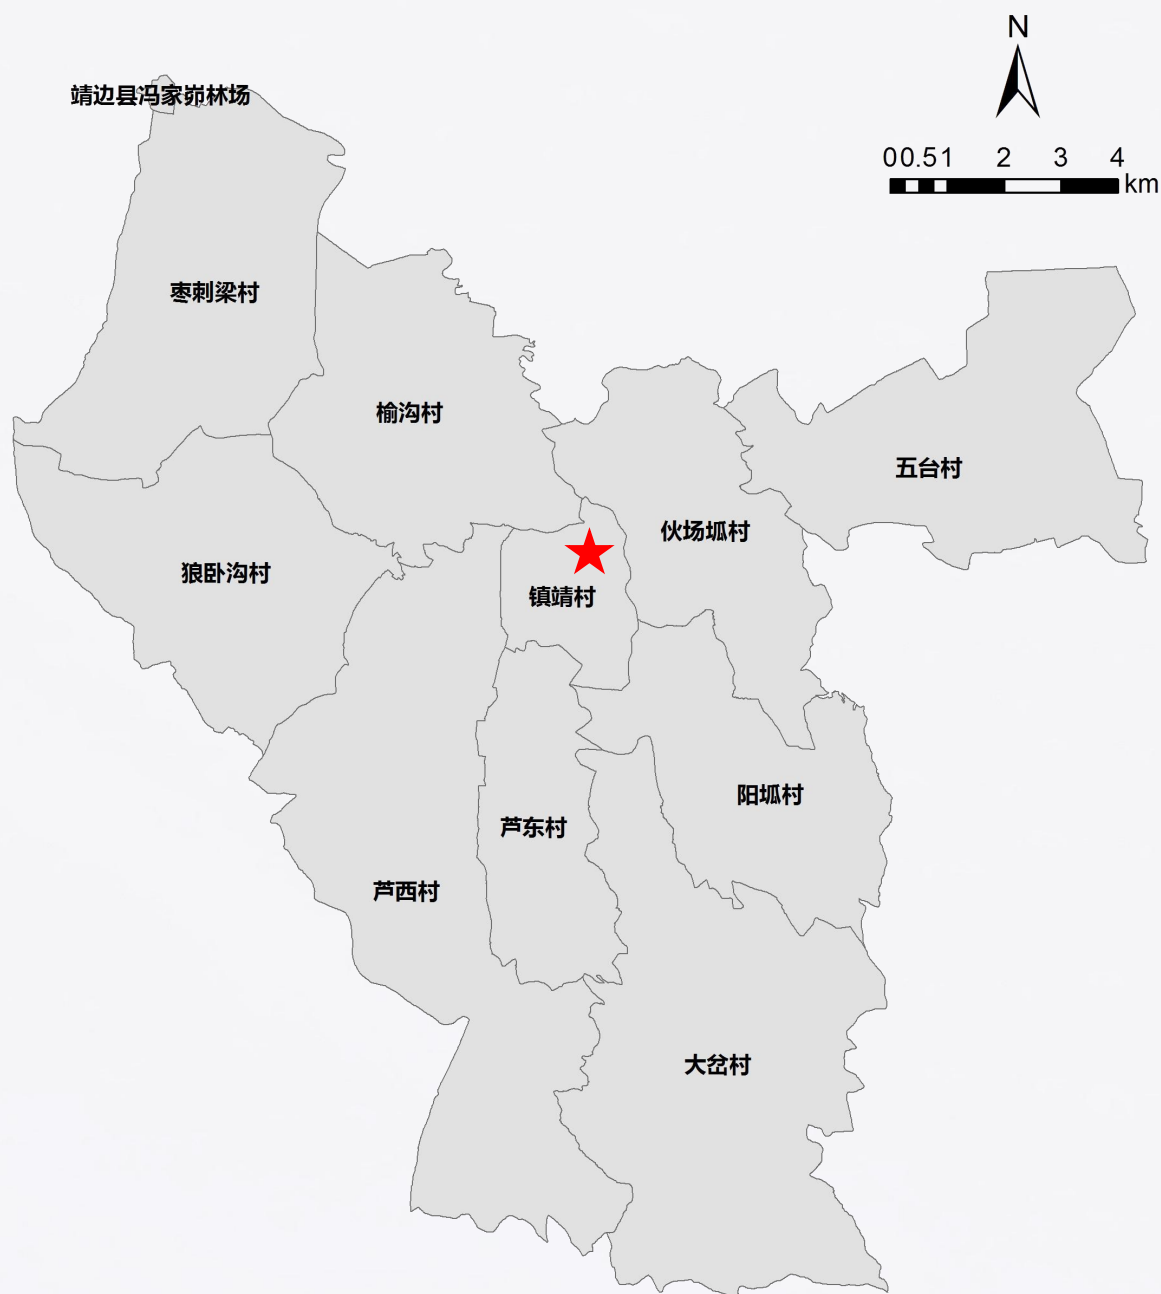 N
00.51 2 3 4
km
靖边县冯家峁林场
枣刺梁村
榆沟村
五台村
伙场坬村
狼卧沟村
镇靖村
阳坬村
芦东村
芦西村
大岔村